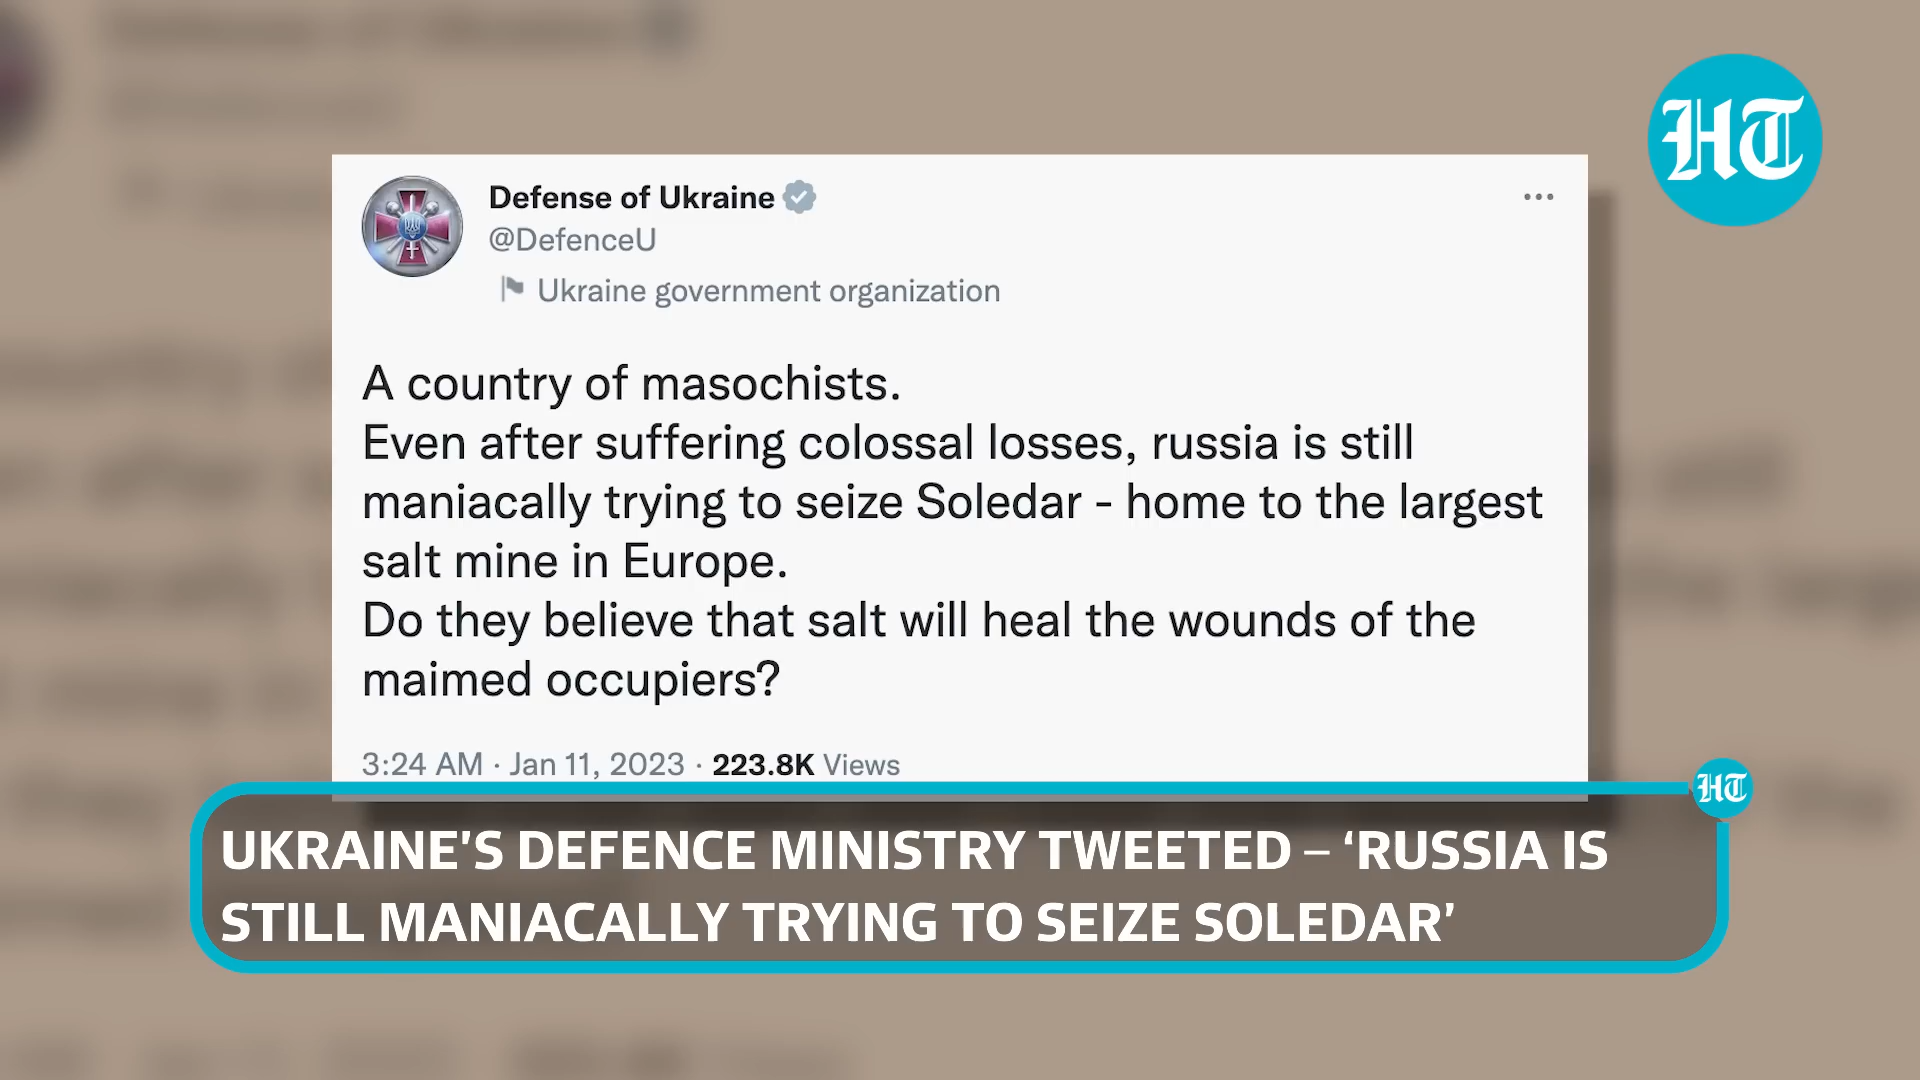 HT
Defense of Ukraine
@DefenceU
Ukraine government organization
A country of masochists.
Even after suffering colossal losses, russia is still
maniacally trying to seize Soledar - home to the largest
salt mine in Europe.
Do they believe that salt will heal the wounds of the
maimed occupiers?
3:24 AM · Jan 11, 2023 · 223.8K Views
HT
UKRAINE'S DEFENCE MINISTRY TWEETED – ‘RUSSIA IS
STILL MANIACALLY TRYING TO SEIZE SOLEDAR’